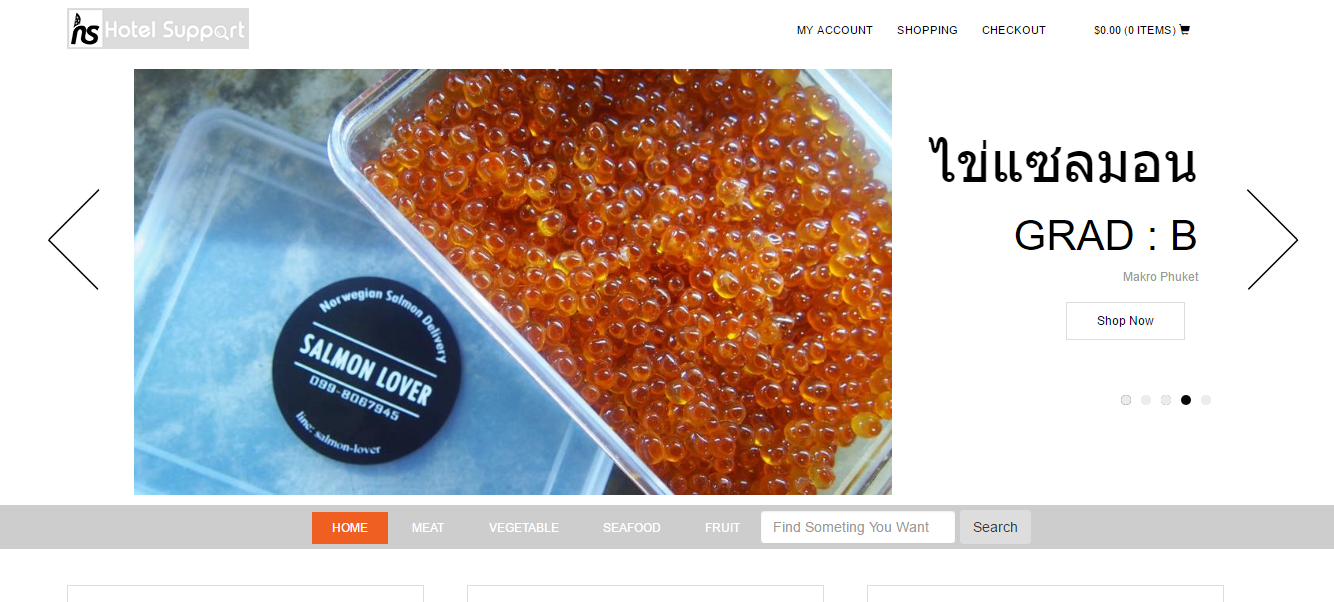 hs Hotel Support
MY ACCOUNT SHOPPING CHECKOUT $0.00 (0 ITEMS)
ไข่แซลมอน
GRAD : B
Makro Phuket
Shop Now
Norwegian Salmon Delivery
SALMON LOVER
099-8067945
line: salmon-lover
HOME MEAT VEGETABLE SEAFOOD FRUIT Find Someting You Want Search